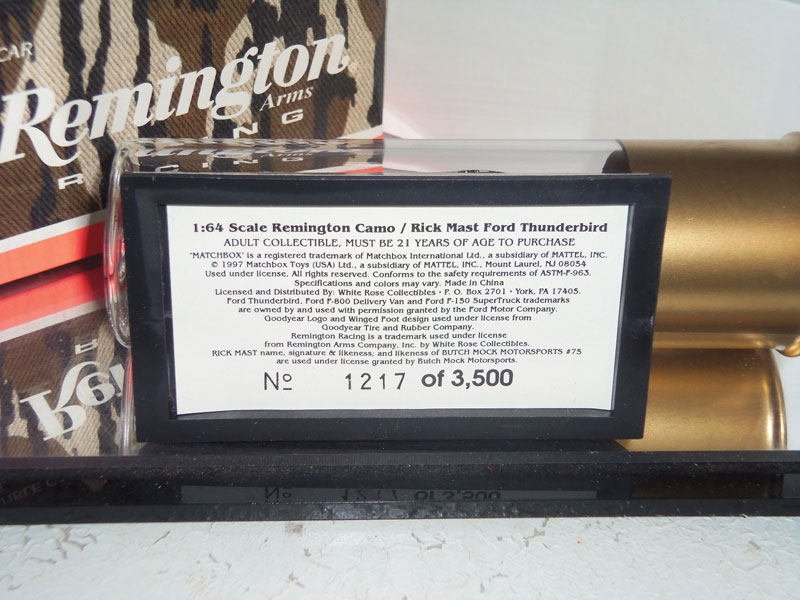 CAR
Remington
Arms
RACING
1:64 Scale Remington Camo / Rick Mast Ford Thunderbird
ADULT COLLECTIBLE, MUST BE 21 YEARS OF AGE TO PURCHASE
"MATCHBOX" is a registered trademark of Matchbox International Ltd., a subsidiary of MATTEL, INC.
© 1997 Matchbox Toys (USA) Ltd., a subsidiary of MATTEL, INC., Mount Laurel, NJ 08054
Used under license. All rights reserved. Conforms to the safety requirements of ASTM-F-963.
Specifications and colors may vary. Made in China
Licensed and Distributed By: White Rose Collectibles • P. O. Box 2701 • York, PA 17405.
Ford Thunderbird, Ford F-800 Delivery Van and Ford F-150 SuperTruck trademarks
are owned by and used with permission granted by the Ford Motor Company.
Goodyear Logo and Winged Foot design used under license from
Goodyear Tire and Rubber Company.
Remington Racing is a trademark used under license
from Remington Arms Company, Inc. by White Rose Collectibles.
RICK MAST name, signature & likeness; and likeness of BUTCH MOCK MOTORSPORTS #75
are used under license granted by Butch Mock Motorsports.
Nº 1217 of 3,500